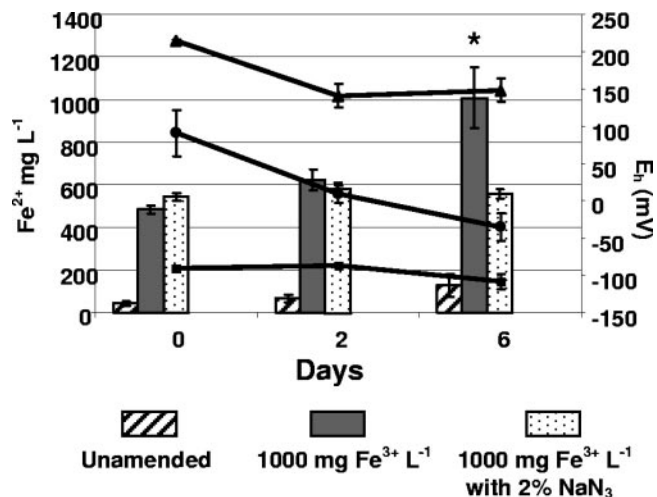 1400
1200
1000
800
600
400
200
0
Fe²⁺ mg L⁻¹
*
250
200
150
100
50
0
-50
-100
-150
Eₕ (mV)
0 2 6
Days
Unamended
1000 mg Fe³⁺ L⁻¹
1000 mg Fe³⁺ L⁻¹
with 2% NaN₃